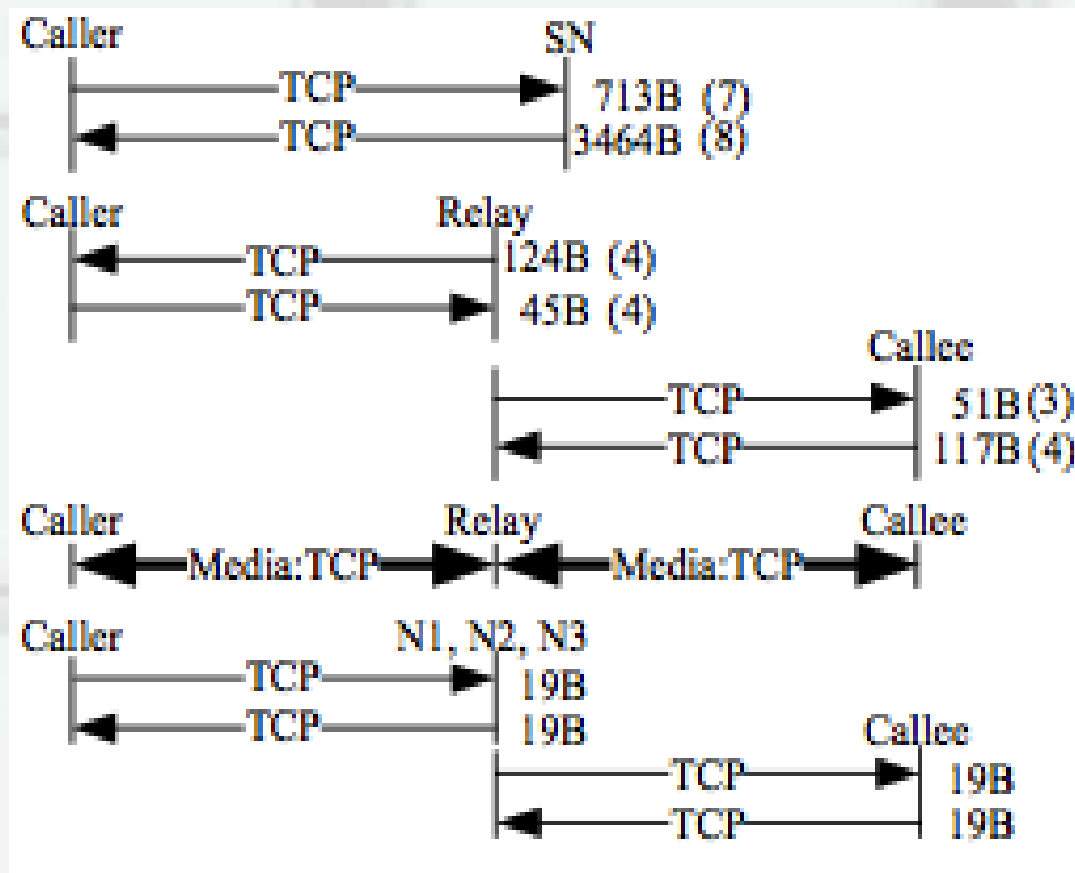 Caller SN
TCP 713B (7)
TCP 3464B (8)
Caller Relay
TCP 124B (4)
TCP 45B (4)
Callee
TCP 51B (3)
TCP 117B (4)
Caller Relay Callee
Media:TCP Media:TCP
Caller N1, N2, N3
TCP 19B
TCP 19B
Callee
TCP 19B
TCP 19B